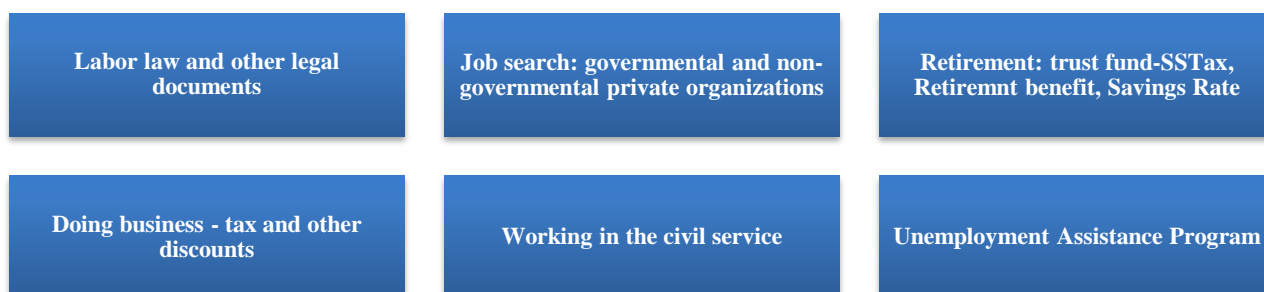 Labor law and other legal
documents
Job search: governmental and non-
governmental private organizations
Retirement: trust fund-SSTax,
Retiremnt benefit, Savings Rate
Doing business - tax and other
discounts
Working in the civil service
Unemployment Assistance Program